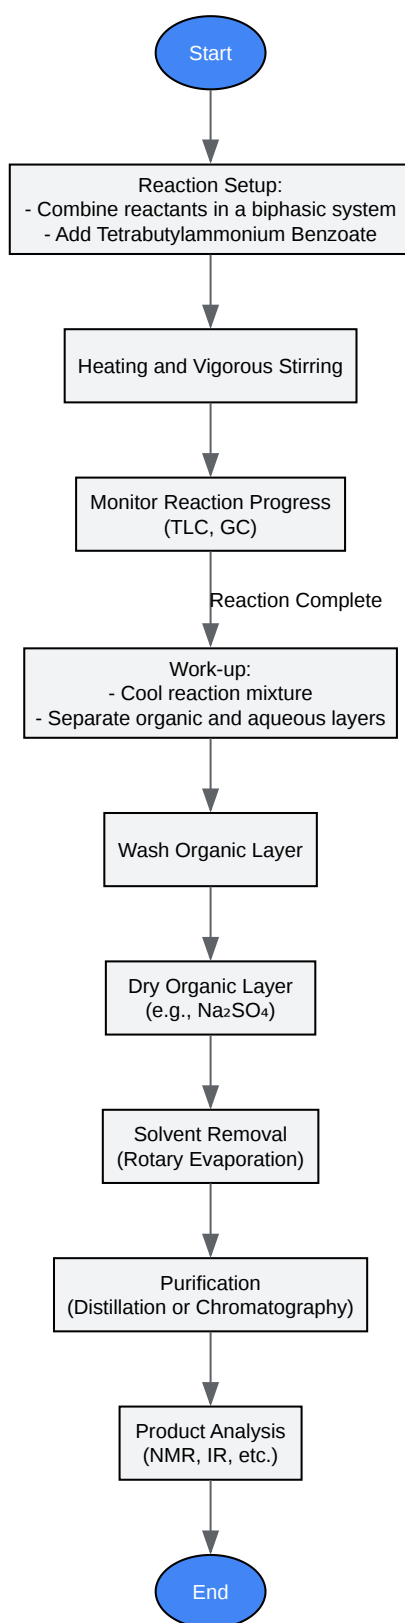 Start
Reaction Setup:
- Combine reactants in a biphasic system
- Add Tetrabutylammonium Benzoate
Heating and Vigorous Stirring
Monitor Reaction Progress
(TLC, GC)
Reaction Complete
Work-up:
- Cool reaction mixture
- Separate organic and aqueous layers
Wash Organic Layer
Dry Organic Layer
(e.g., Na₂SO₄)
Solvent Removal
(Rotary Evaporation)
Purification
(Distillation or Chromatography)
Product Analysis
(NMR, IR, etc.)
End